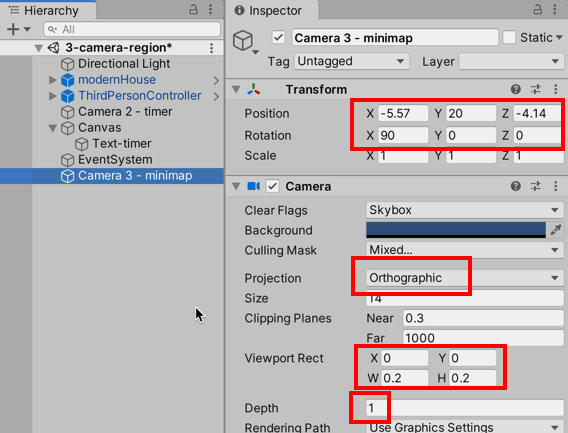 Hierarchy
All
3-camera-region*
Directional Light
modernHouse
ThirdPersonController
Camera 2 - timer
Canvas
Text-timer
EventSystem
Camera 3 - minimap
Inspector
Camera 3 - minimap Static
Tag Untagged Layer
Transform
Position X -5.57 Y 20 Z -4.14
Rotation X 90 Y 0 Z 0
Scale X 1 Y 1 Z 1
Camera
Clear Flags Skybox
Background
Culling Mask Mixed...
Projection Orthographic
Size 14
Clipping Planes Near 0.3
Far 1000
Viewport Rect X 0 Y 0
W 0.2 H 0.2
Depth 1
Rendering Path Use Graphics Settings